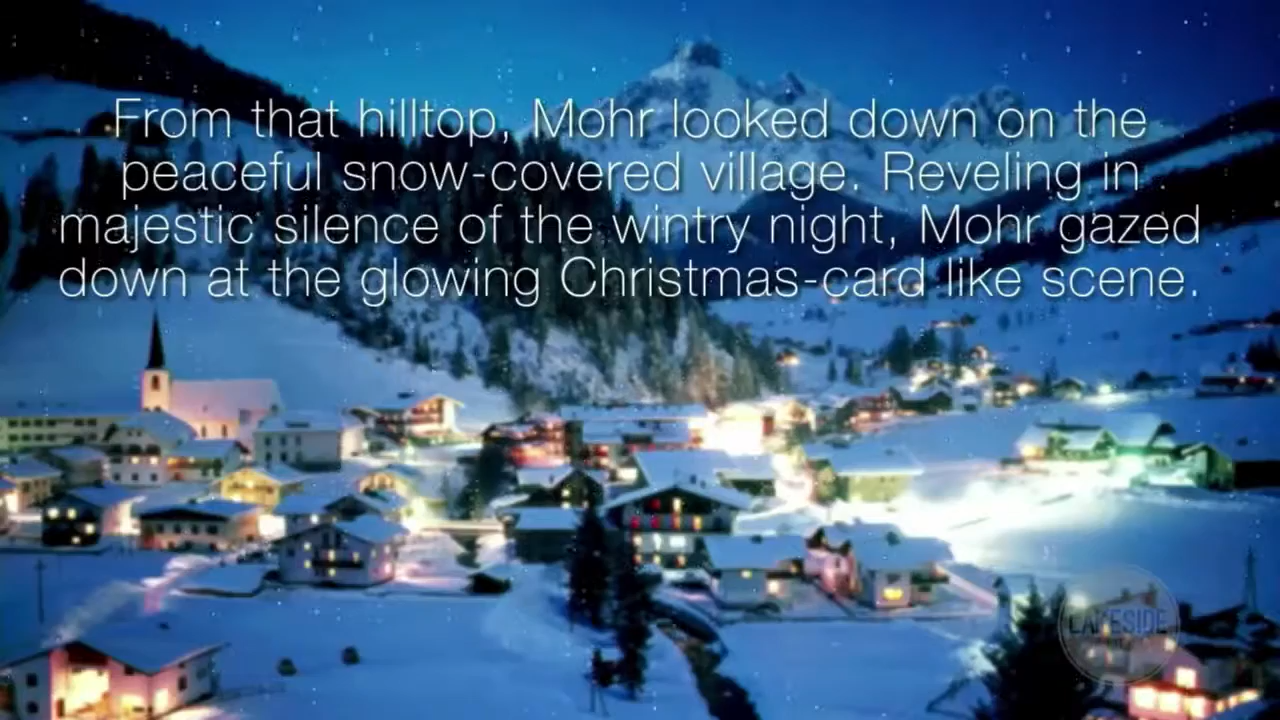 From that hilltop, Mohr looked down on the
peaceful snow-covered village. Reveling in
majestic silence of the wintry night, Mohr gazed
down at the glowing Christmas-card like scene.
LAKESIDE